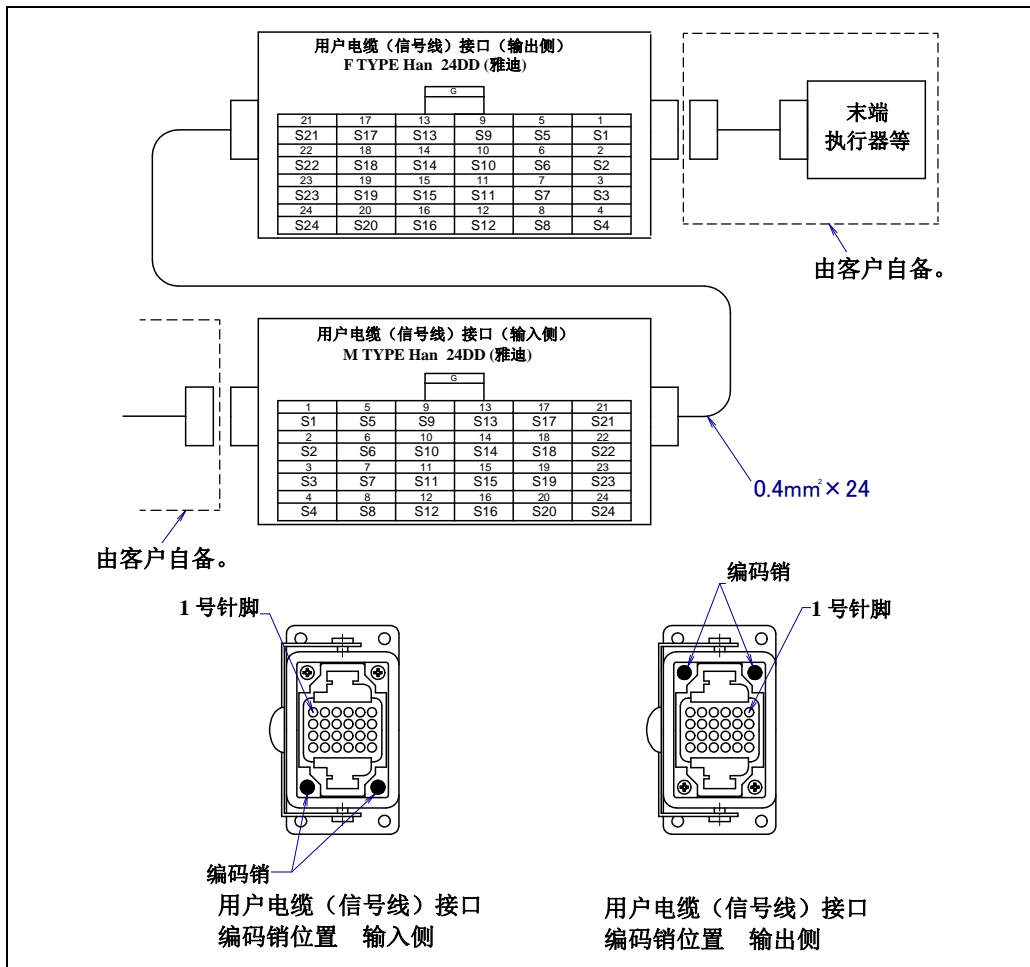 用户电缆（信号线）接口（输出侧）
F TYPE Han 24DD (雅迪)
G
21 17 13 9 5 1
S21 S17 S13 S9 S5 S1
22 18 14 10 6 2
S22 S18 S14 S10 S6 S2
23 19 15 11 7 3
S23 S19 S15 S11 S7 S3
24 20 16 12 8 4
S24 S20 S16 S12 S8 S4
末端
执行器等
由客户自备。
用户电缆（信号线）接口（输入侧）
M TYPE Han 24DD (雅迪)
G
1 5 9 13 17 21
S1 S5 S9 S13 S17 S21
2 6 10 14 18 22
S2 S6 S10 S14 S18 S22
3 7 11 15 19 23
S3 S7 S11 S15 S19 S23
4 8 12 16 20 24
S4 S8 S12 S16 S20 S24
0.4mm²×24
由客户自备。
1 号针脚
编码销
用户电缆（信号线）接口
编码销位置 输入侧
编码销
1 号针脚
用户电缆（信号线）接口
编码销位置 输出侧